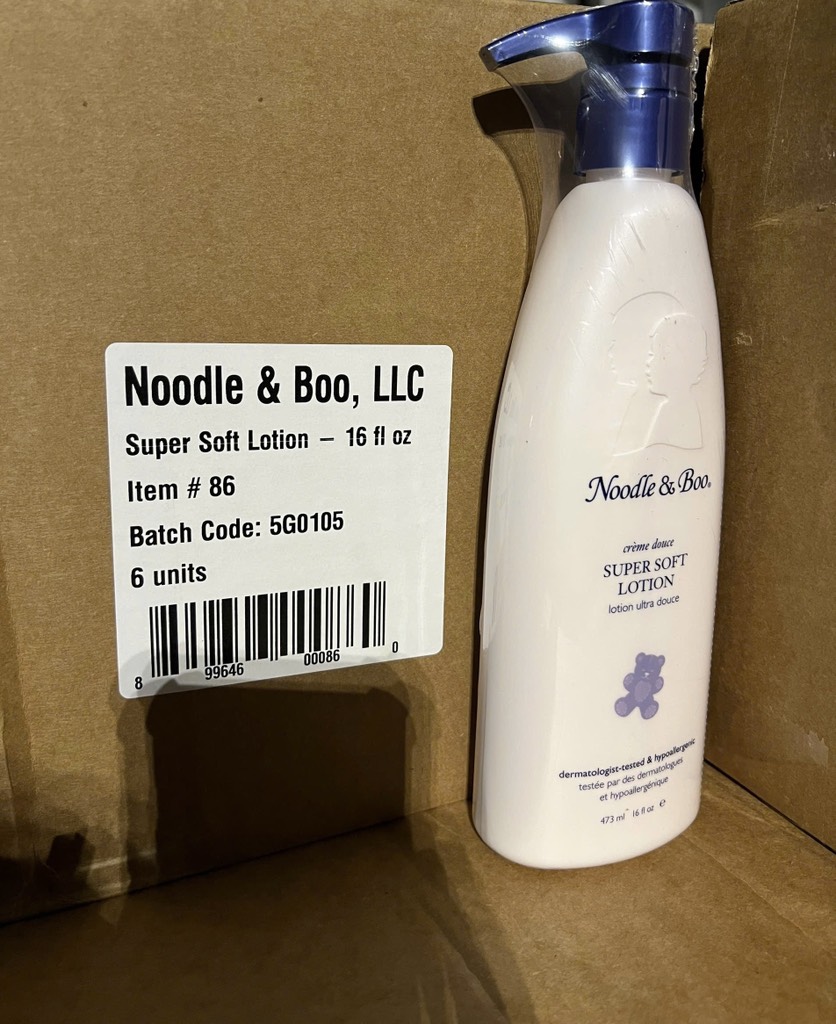 Noodle & Boo, LLC
Super Soft Lotion – 16 fl oz
Item # 86
Batch Code: 5G0105
6 units
8 99646 00086 0
Noodle & Boo®
crème douce
SUPER SOFT
LOTION
lotion ultra douce
dermatologist-tested & hypoallergenic
testée par des dermatologues
et hypoallergénique
473 ml 16 fl oz e